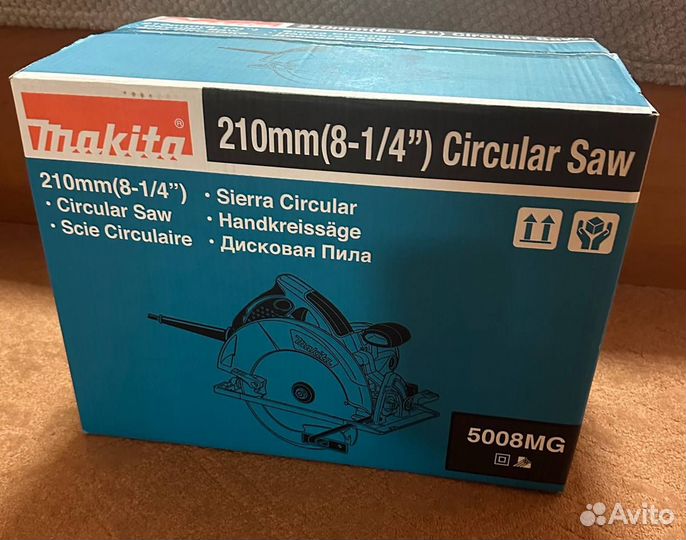 makita®
210mm(8-1/4”) Circular Saw
210mm(8-1/4”)
· Circular Saw
· Scie Circulaire
· Sierra Circular
· Handkreissäge
· Дисковая Пила
makita
5008MG
Avito